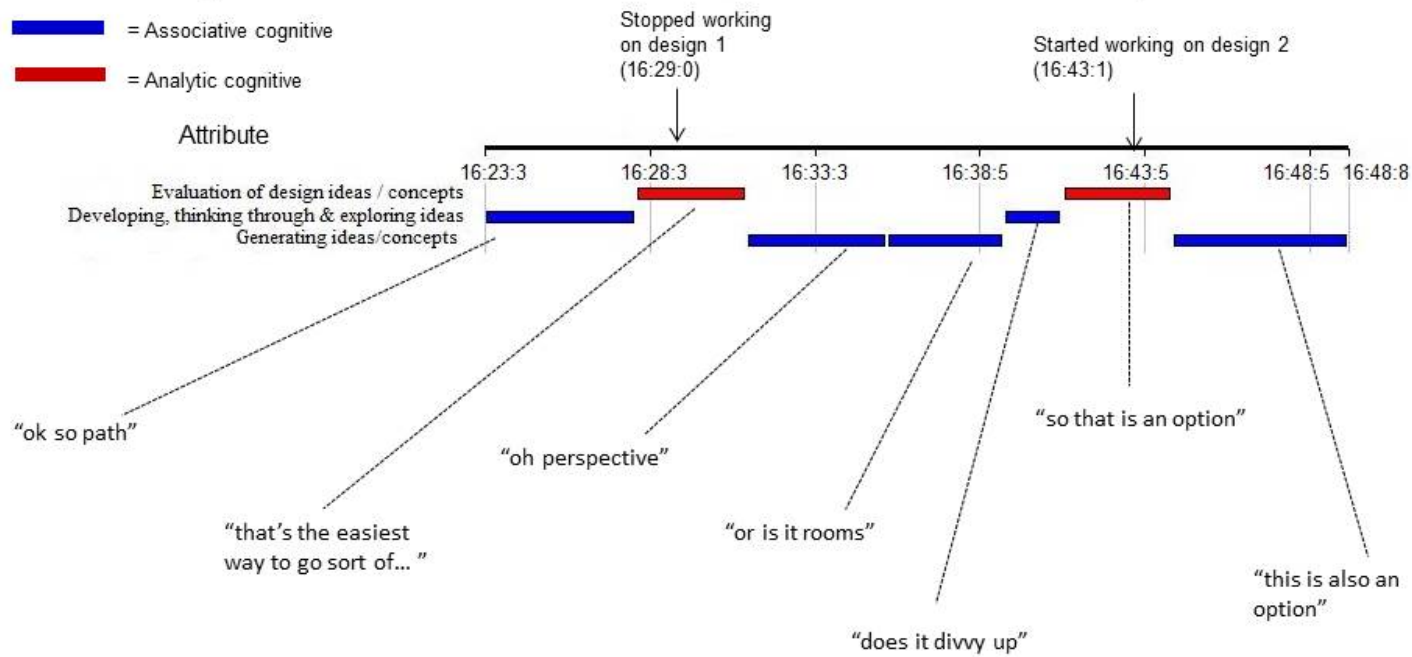 = Associative cognitive
= Analytic cognitive
Stopped working
on design 1
(16:29:0)
Started working on design 2
(16:43:1)
Attribute
16:23:3 16:28:3 16:33:3 16:38:5 16:43:5 16:48:5 16:48:8
Evaluation of design ideas / concepts
Developing, thinking through & exploring ideas
Generating ideas/concepts
“ok so path”
“oh perspective”
“so that is an option”
“that’s the easiest
way to go sort of... ”
“or is it rooms”
“does it divvy up”
“this is also an
option”